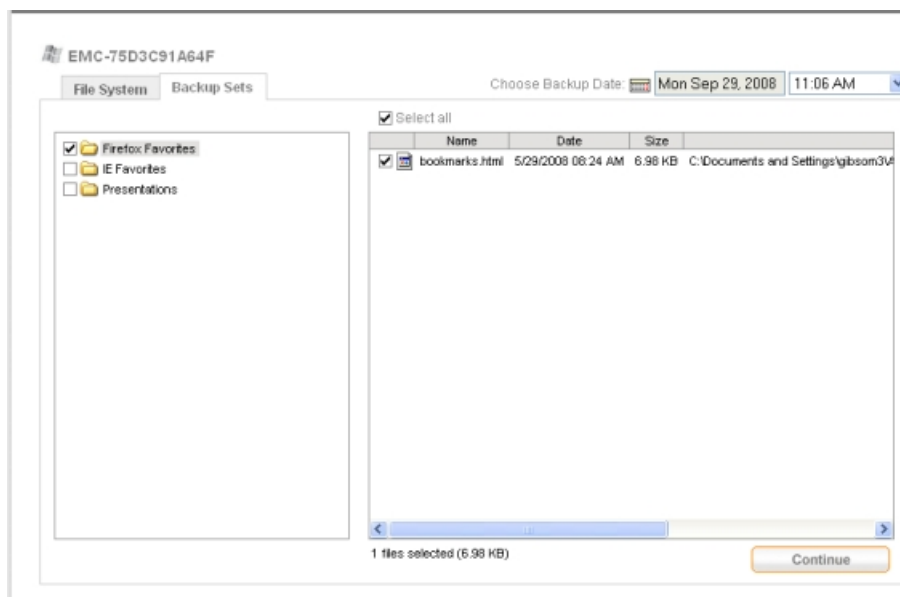 EMC-75D3C91A64F
File System Backup Sets Choose Backup Date: Mon Sep 29, 2008 11:06 AM
Select all
Firefox Favorites
IE Favorites
Presentations
Name Date Size
bookmarks.html 5/29/2008 08:24 AM 6.98 KB C:\Documents and Settings\gibsom3\A
1 files selected (6.98 KB)
Continue